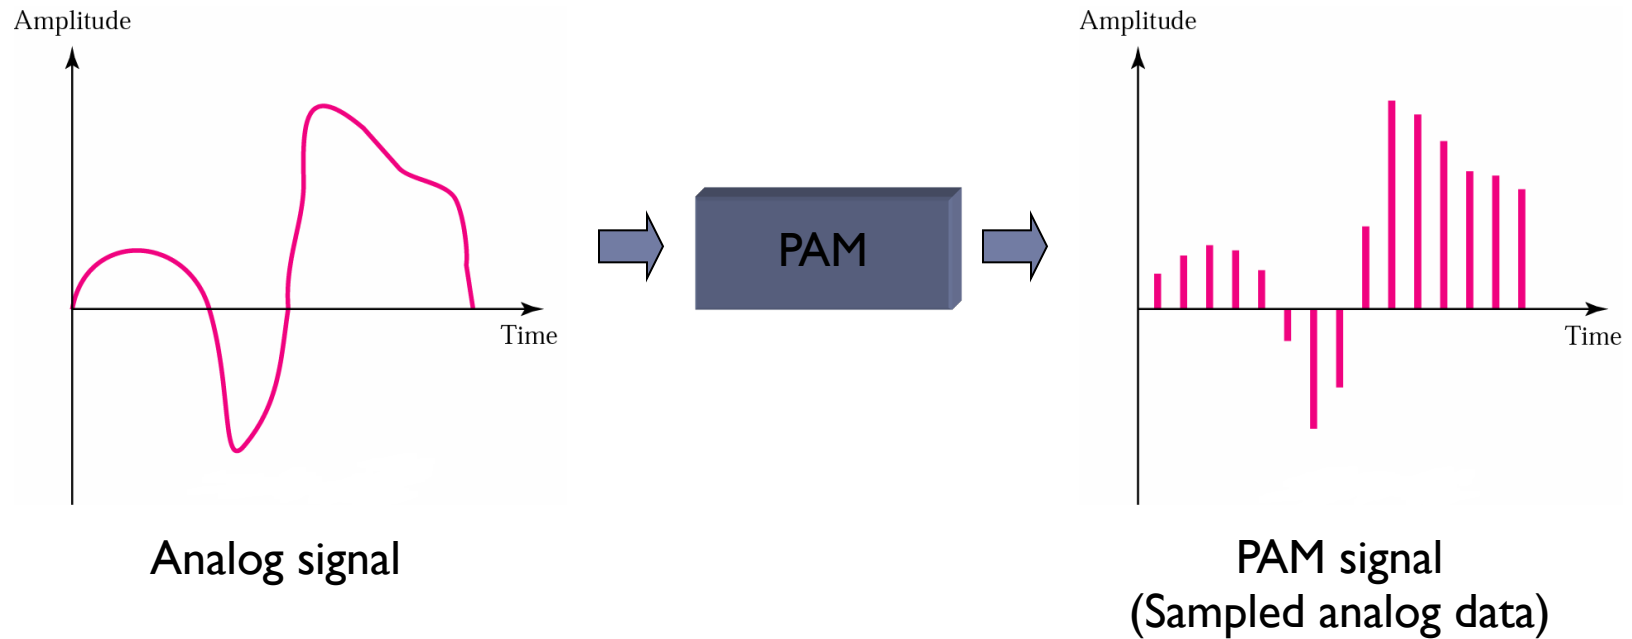 Amplitude
Time
Analog signal
PAM
Amplitude
Time
PAM signal
(Sampled analog data)